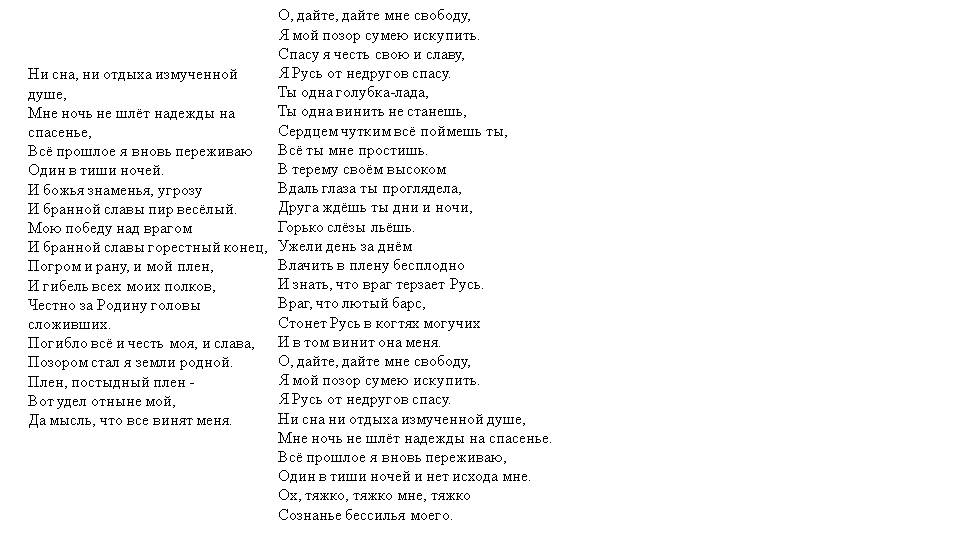 Ни сна, ни отдыха измученной
душе,
Мне ночь не шлёт надежды на
спасенье,
Всё прошлое я вновь переживаю
Один в тиши ночей.
И божья знаменья, угрозу
И бранной славы пир весёлый.
Мою победу над врагом
И бранной славы горестный конец,
Погром и рану, и мой плен,
И гибель всех моих полков,
Честно за Родину головы
сложивших.
Погибло всё и честь моя, и слава,
Позором стал я земли родной.
Плен, постыдный плен -
Вот удел отныне мой,
Да мысль, что все винят меня.
О, дайте, дайте мне свободу,
Я мой позор сумею искупить.
Спасу я честь свою и славу,
Я Русь от недругов спасу.
Ты одна голубка-лада,
Ты одна винить не станешь,
Сердцем чутким всё поймешь ты,
Всё ты мне простишь.
В терему своём высоком
Вдаль глаза ты проглядела,
Друга ждёшь ты дни и ночи,
Горько слёзы льёшь.
Ужели день за днём
Влачить в плену бесплодно
И знать, что враг терзает Русь.
Враг, что лютый барс,
Стонет Русь в когтях могучих
И в том винит она меня.
О, дайте, дайте мне свободу,
Я мой позор сумею искупить.
Я Русь от недругов спасу.
Ни сна ни отдыха измученной душе,
Мне ночь не шлёт надежды на спасенье.
Всё прошлое я вновь переживаю,
Один в тиши ночей и нет исхода мне.
Ох, тяжко, тяжко мне, тяжко
Сознанье бессилья моего.